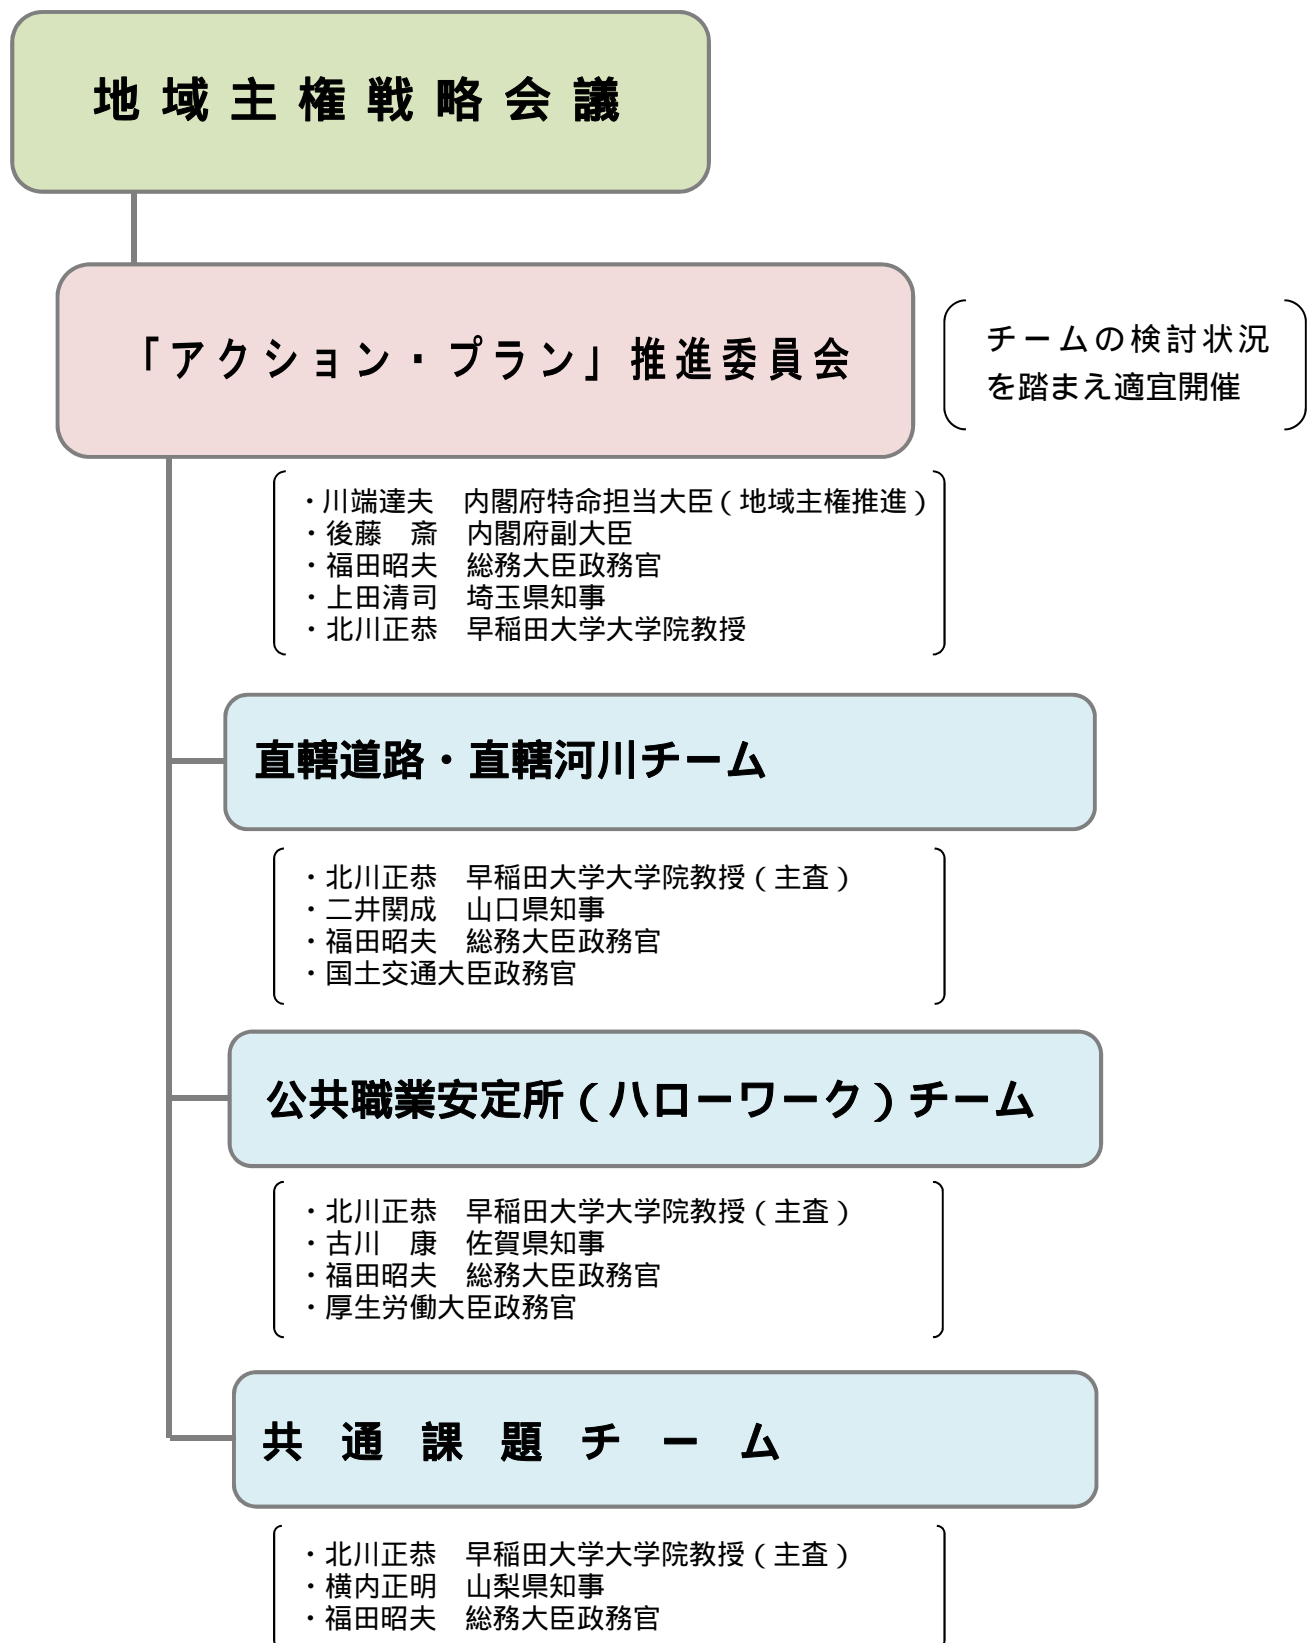 地域主権戦略会議
「アクション・プラン」推進委員会
チームの検討状況
を踏まえ適宜開催
・川端達夫　内閣府特命担当大臣（地域主権推進）
・後藤　斎　内閣府副大臣
・福田昭夫　総務大臣政務官
・上田清司　埼玉県知事
・北川正恭　早稲田大学大学院教授
直轄道路・直轄河川チーム
・北川正恭　早稲田大学大学院教授（主査）
・二井関成　山口県知事
・福田昭夫　総務大臣政務官
・国土交通大臣政務官
公共職業安定所（ハローワーク）チーム
・北川正恭　早稲田大学大学院教授（主査）
・古川　康　佐賀県知事
・福田昭夫　総務大臣政務官
・厚生労働大臣政務官
共通課題チーム
・北川正恭　早稲田大学大学院教授（主査）
・横内正明　山梨県知事
・福田昭夫　総務大臣政務官